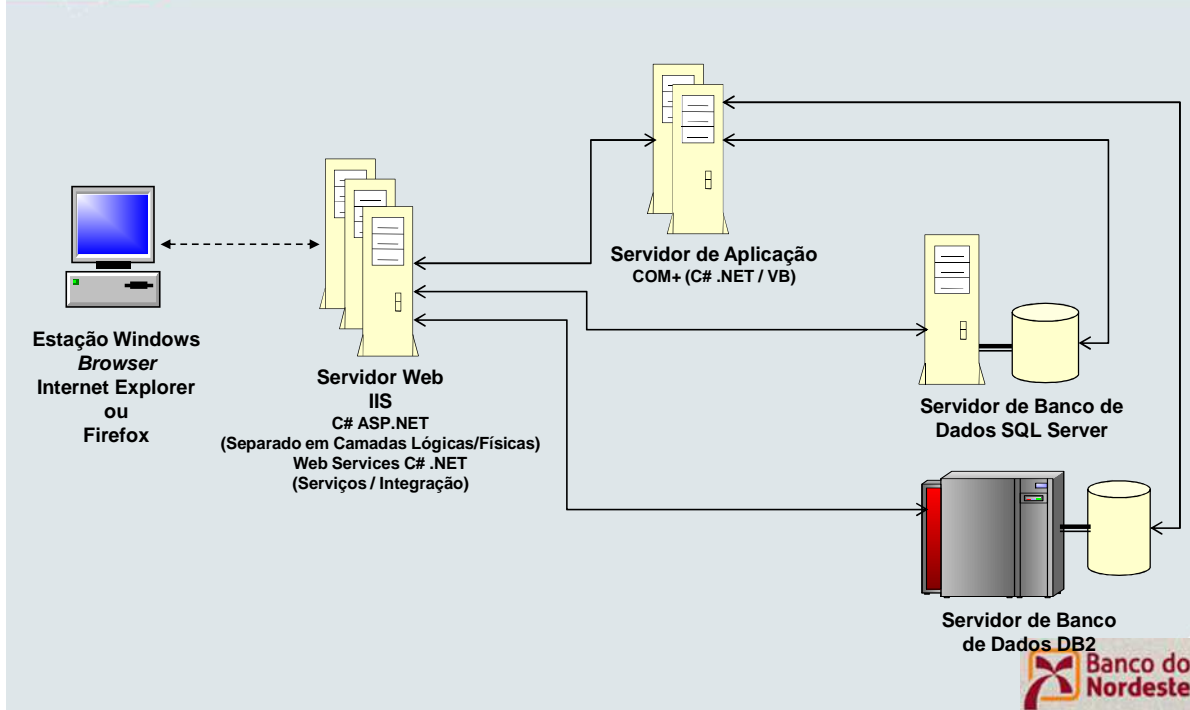 Servidor de Aplicação
COM+ (C# .NET / VB)
Estação Windows
Browser
Internet Explorer
ou
Firefox
Servidor Web
IIS
C# ASP.NET
(Separado em Camadas Lógicas/Físicas)
Web Services C# .NET
(Serviços / Integração)
Servidor de Banco de
Dados SQL Server
Servidor de Banco
de Dados DB2
Banco do
Nordeste